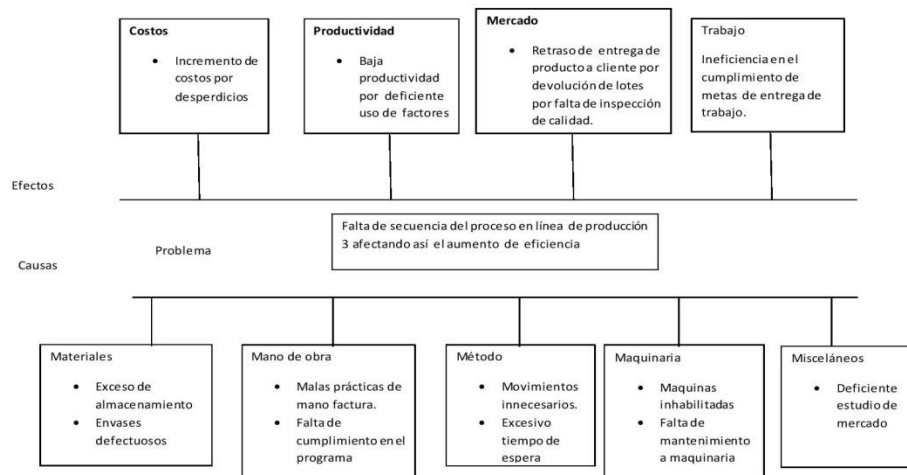 Costos
• Incremento de
costos por
desperdicios
Productividad
• Baja
productividad
por deficiente
uso de factores
Mercado
• Retraso de entrega de
producto a cliente por
devolución de lotes
por falta de inspección
de calidad.
Trabajo
Ineficiencia en el
cumplimiento de
metas de entrega de
trabajo.
Efectos
Problema
Falta de secuencia del proceso en línea de producción
3 afectando así el aumento de eficiencia
Causas
Materiales
• Exceso de
almacenamiento
• Envases
defectuosos
Mano de obra
• Malas prácticas de
mano factura.
• Falta de
cumplimiento en el
programa
Método
• Movimientos
innecesarios.
• Excesivo
tiempo de
espera
Maquinaria
• Maquinas
inhabilitadas
• Falta de
mantenimiento
a maquinaria
Misceláneos
• Deficiente
estudio de
mercado